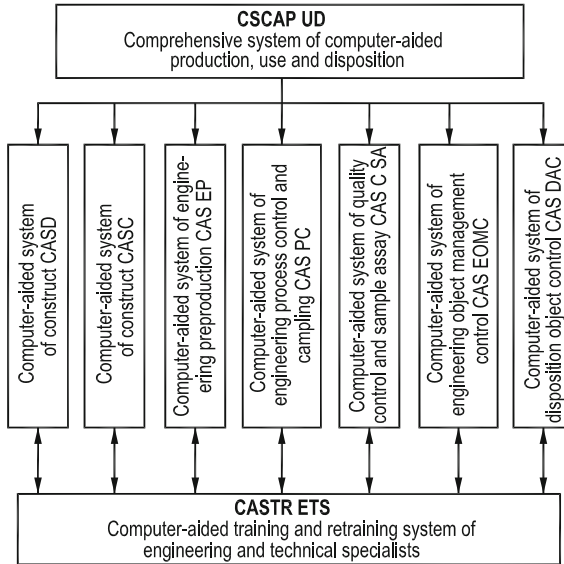 CSCAP UD
Comprehensive system of computer-aided
production, use and disposition
Computer-aided system
of construct CASD
Computer-aided system
of construct CASC
Computer-aided system of engine-
ering preproduction CAS EP
Computer-aided system of
engineering process control and
campling CAS PC
Computer-aided system of quality
control and sample assay CAS C SA
Computer-aided system of
engineering object management
control CAS EOMC
Computer-aided system of
disposition object control CAS DAC
CASTR ETS
Computer-aided training and retraining system of
engineering and technical specialists